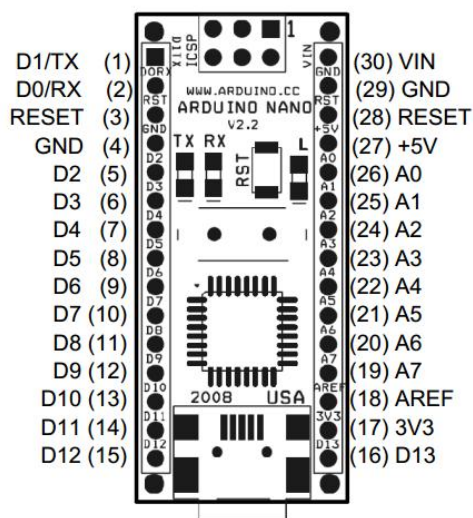 D1/TX (1)
D0/RX (2)
RESET (3)
GND (4)
D2 (5)
D3 (6)
D4 (7)
D5 (8)
D6 (9)
D7 (10)
D8 (11)
D9 (12)
D10 (13)
D11 (14)
D12 (15)
D1TX
ICSP
1
VIN
DORX
RST
GND
D2
D3
D4
D5
D6
D7
D8
D9
D10
D11
D12
WWW.ARDUINO.CC
ARDUINO NANO
V2.2
TX RX
RST
L
2008 USA
GND
RST
+5V
A0
A1
A2
A3
A4
A5
A6
A7
AREF
3V3
D13
(30) VIN
(29) GND
(28) RESET
(27) +5V
(26) A0
(25) A1
(24) A2
(23) A3
(22) A4
(21) A5
(20) A6
(19) A7
(18) AREF
(17) 3V3
(16) D13